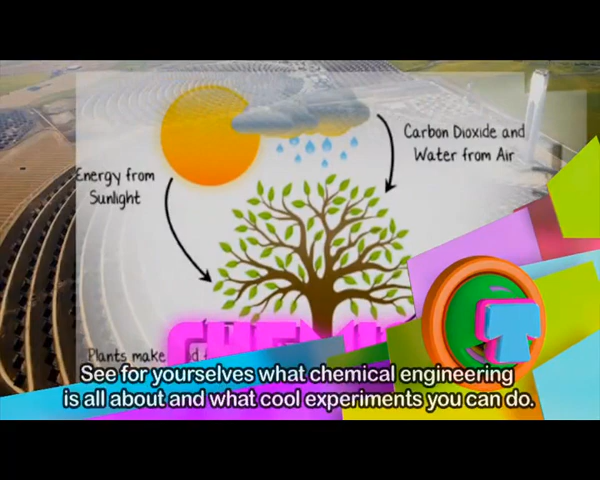 Carbon Dioxide and
Water from Air
Energy from
Sunlight
Plants make
See for yourselves what chemical engineering
is all about and what cool experiments you can do.